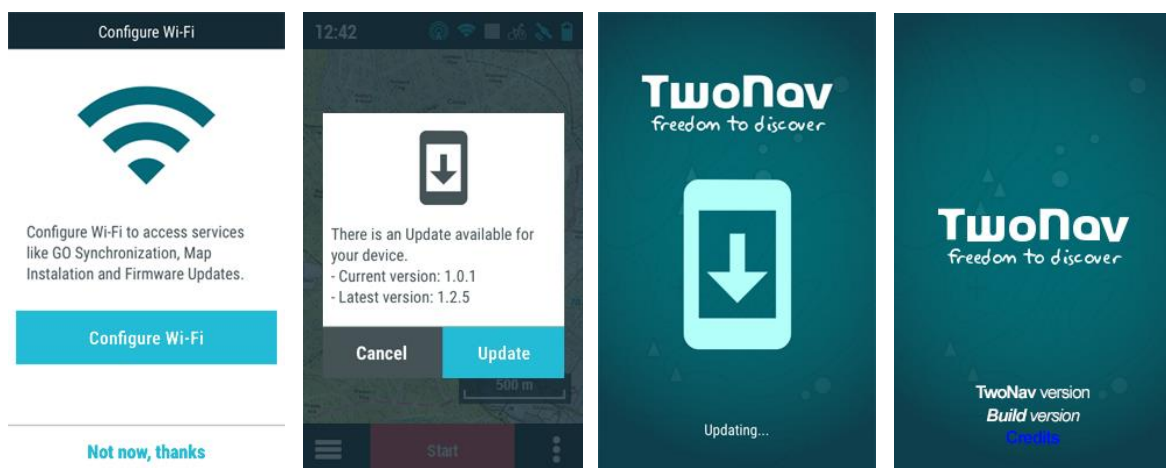 Configure Wi-Fi
Configure Wi-Fi to access services
like GO Synchronization, Map
Instalation and Firmware Updates.
Configure Wi-Fi
Not now, thanks
12:42
There is an Update available for
your device.
- Current version: 1.0.1
- Latest version: 1.2.5
Cancel
Update
500 m
Start
TwoNav
freedom to discover
Updating...
TwoNav
freedom to discover
TwoNav version
Build version
Credits